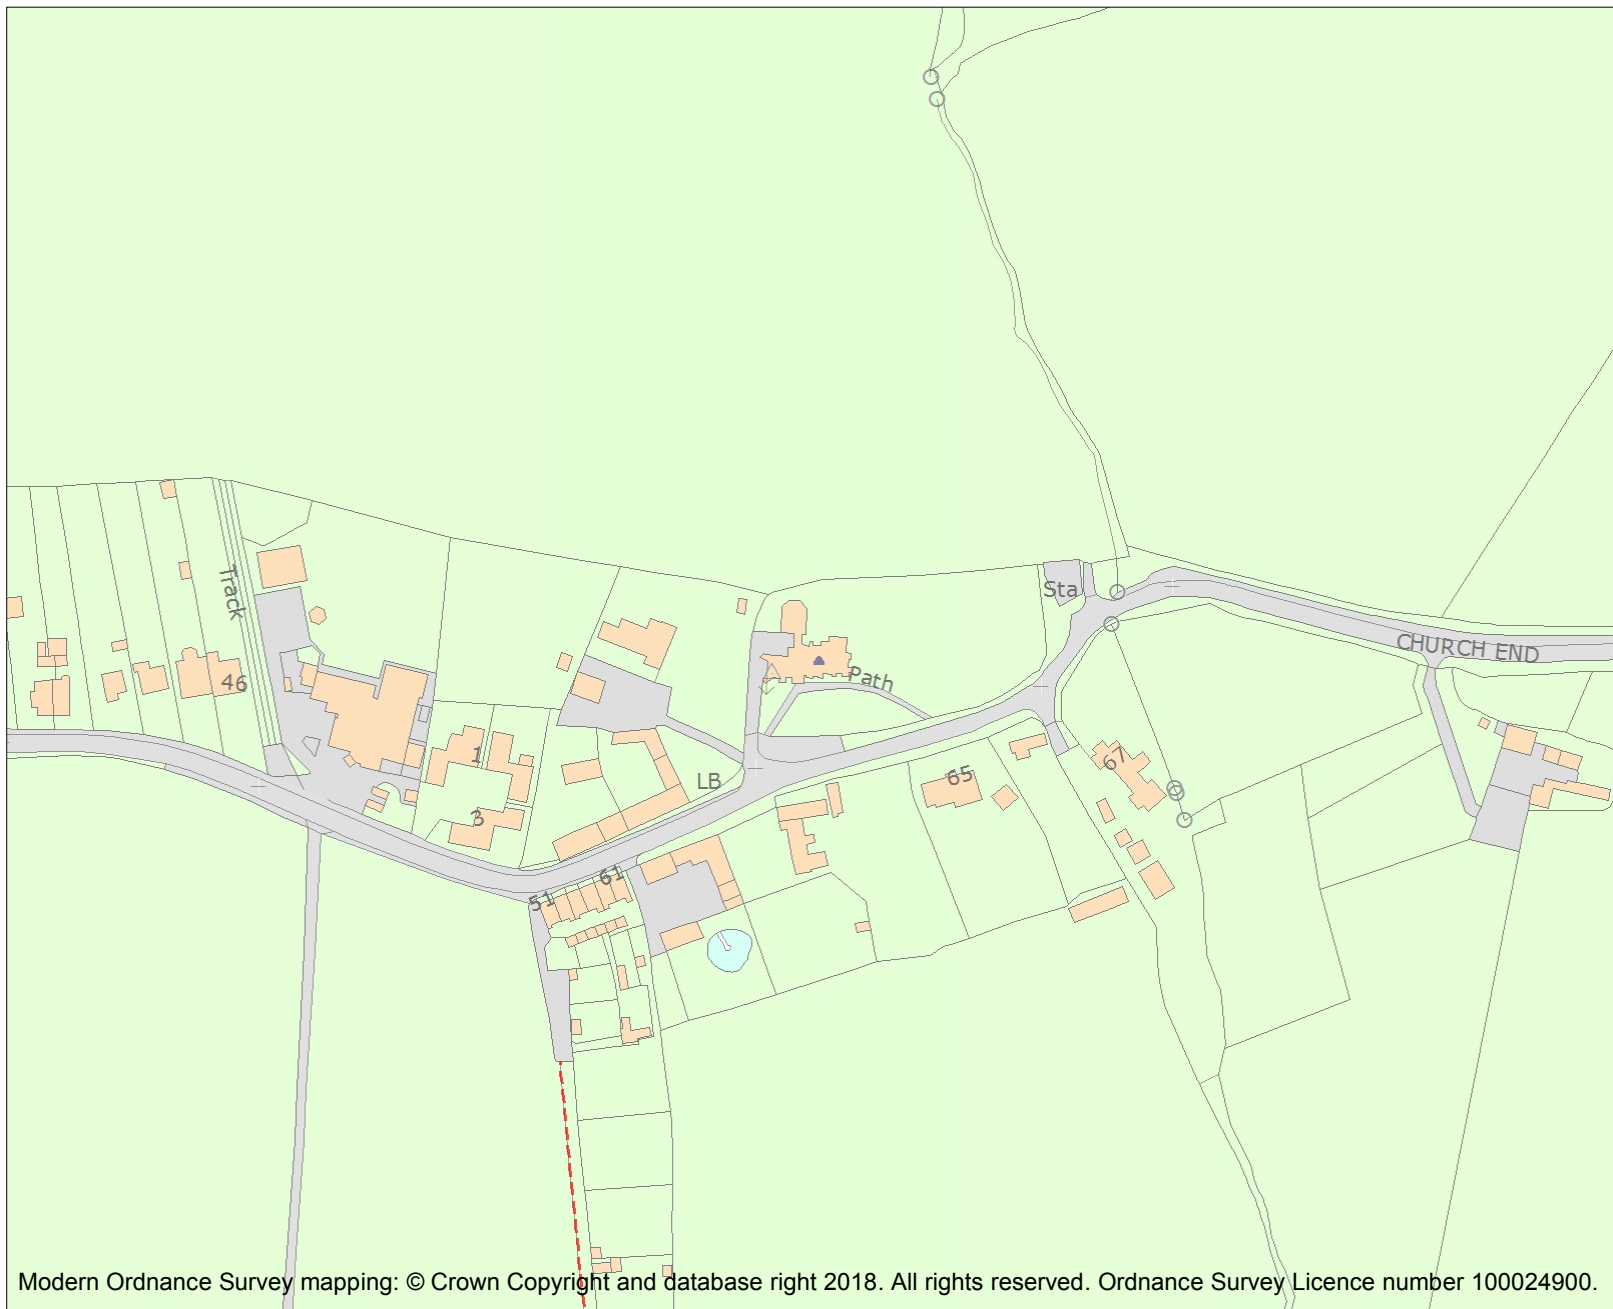 Track
Sta
CHURCH END
Path
46
67
1
65
LB
3
61
51
Modern Ordnance Survey mapping: © Crown Copyright and database right 2018. All rights reserved. Ordnance Survey Licence number 100024900.